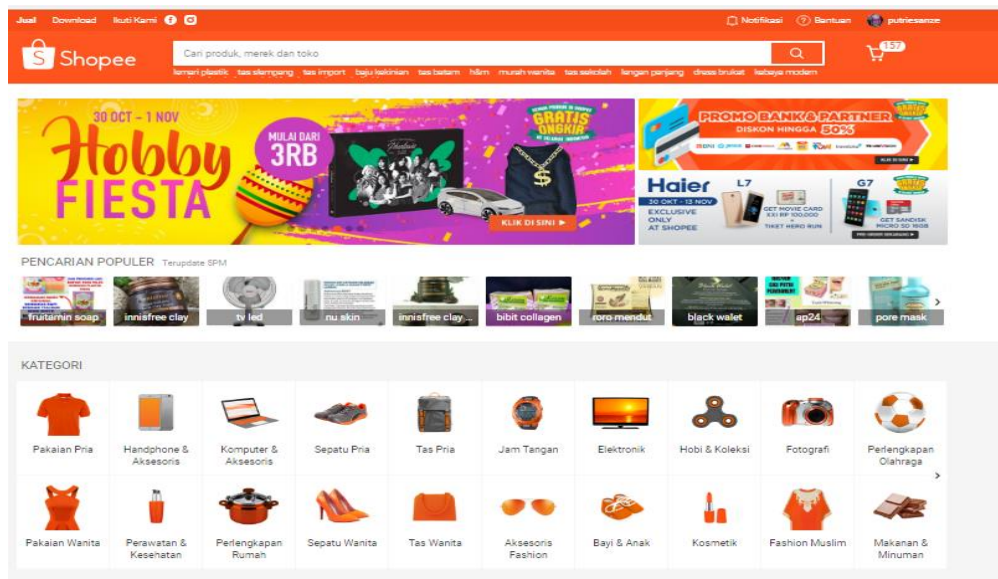 Jual Download Ikuti Kami Notifikasi Bantuan putriesanze
Shopee
Cari produk, merek dan toko
157
lemari plastik tas slempang tas import baju kekinian tas batam h&m murah wanita tas sekolah lengan panjang dress brukat kebaya modern
30 OCT - 1 NOV
Hobby
FIESTA
MULAI DARI
3RB
GRATIS
ONGKIR
KLIK DI SINI
PROMO BANK & PARTNER
DISKON HINGGA 80%
KLIK DI SINI
Haier L7 G7
30 OKT - 13 NOV
EXCLUSIVE
ONLY
AT SHOPEE
GET MOVIE CARD
XXI RP 100,000
+
TIKET HERO RUN
GET SANDISK
MICRO SD 16GB
PENCARIAN POPULER Terupdate 5PM
fruitamin soap innisfree clay tv led nu skin innisfree clay ... bibit collagen roro mendut black walet ap24 pore mask
KATEGORI
Pakaian Pria
Handphone &
Aksesoris
Komputer &
Aksesoris
Sepatu Pria
Tas Pria
Jam Tangan
Elektronik
Hobi & Koleksi
Fotografi
Perlengkapan
Olahraga
Pakaian Wanita
Perawatan &
Kesehatan
Perlengkapan
Rumah
Sepatu Wanita
Tas Wanita
Aksesoris
Fashion
Bayi & Anak
Kosmetik
Fashion Muslim
Makanan &
Minuman